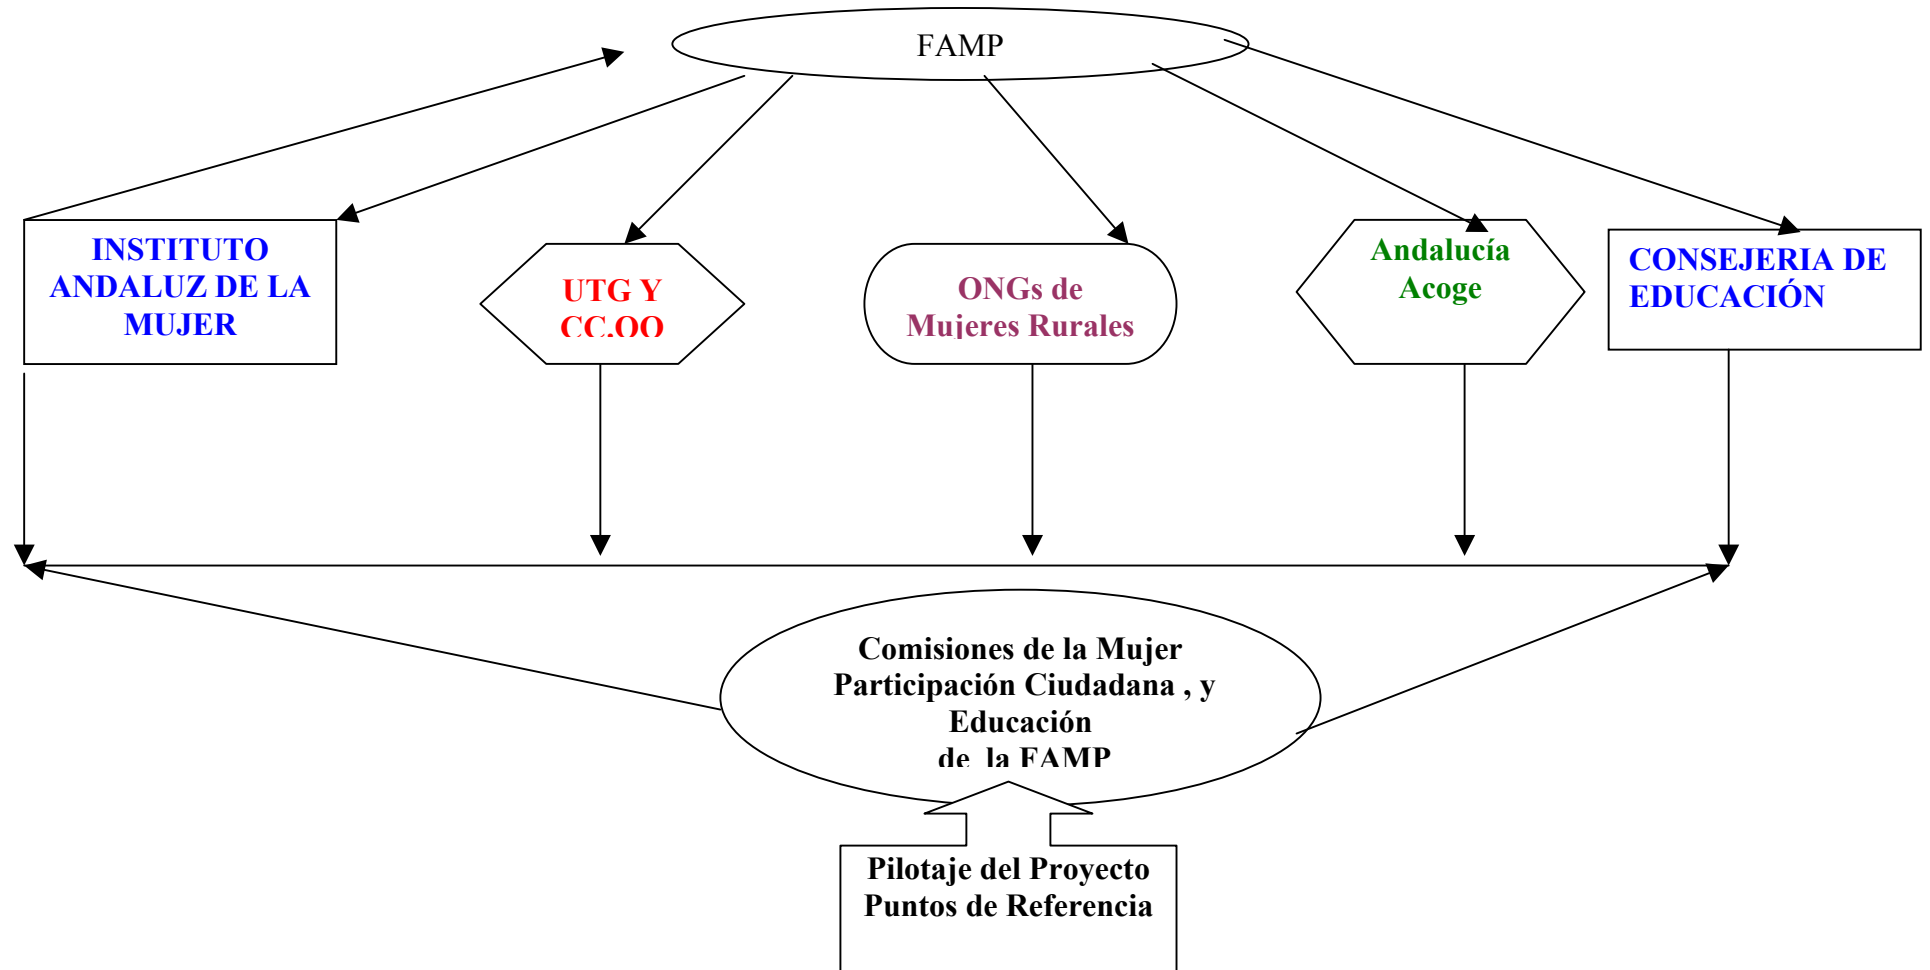 FAMP
INSTITUTO
ANDALUZ DE LA
MUJER
UTG Y
CC.OO
ONGs de
Mujeres Rurales
Andalucía
Acoge
CONSEJERIA DE
EDUCACIÓN
Comisiones de la Mujer
Participación Ciudadana , y
Educación
de la FAMP
Pilotaje del Proyecto
Puntos de Referencia